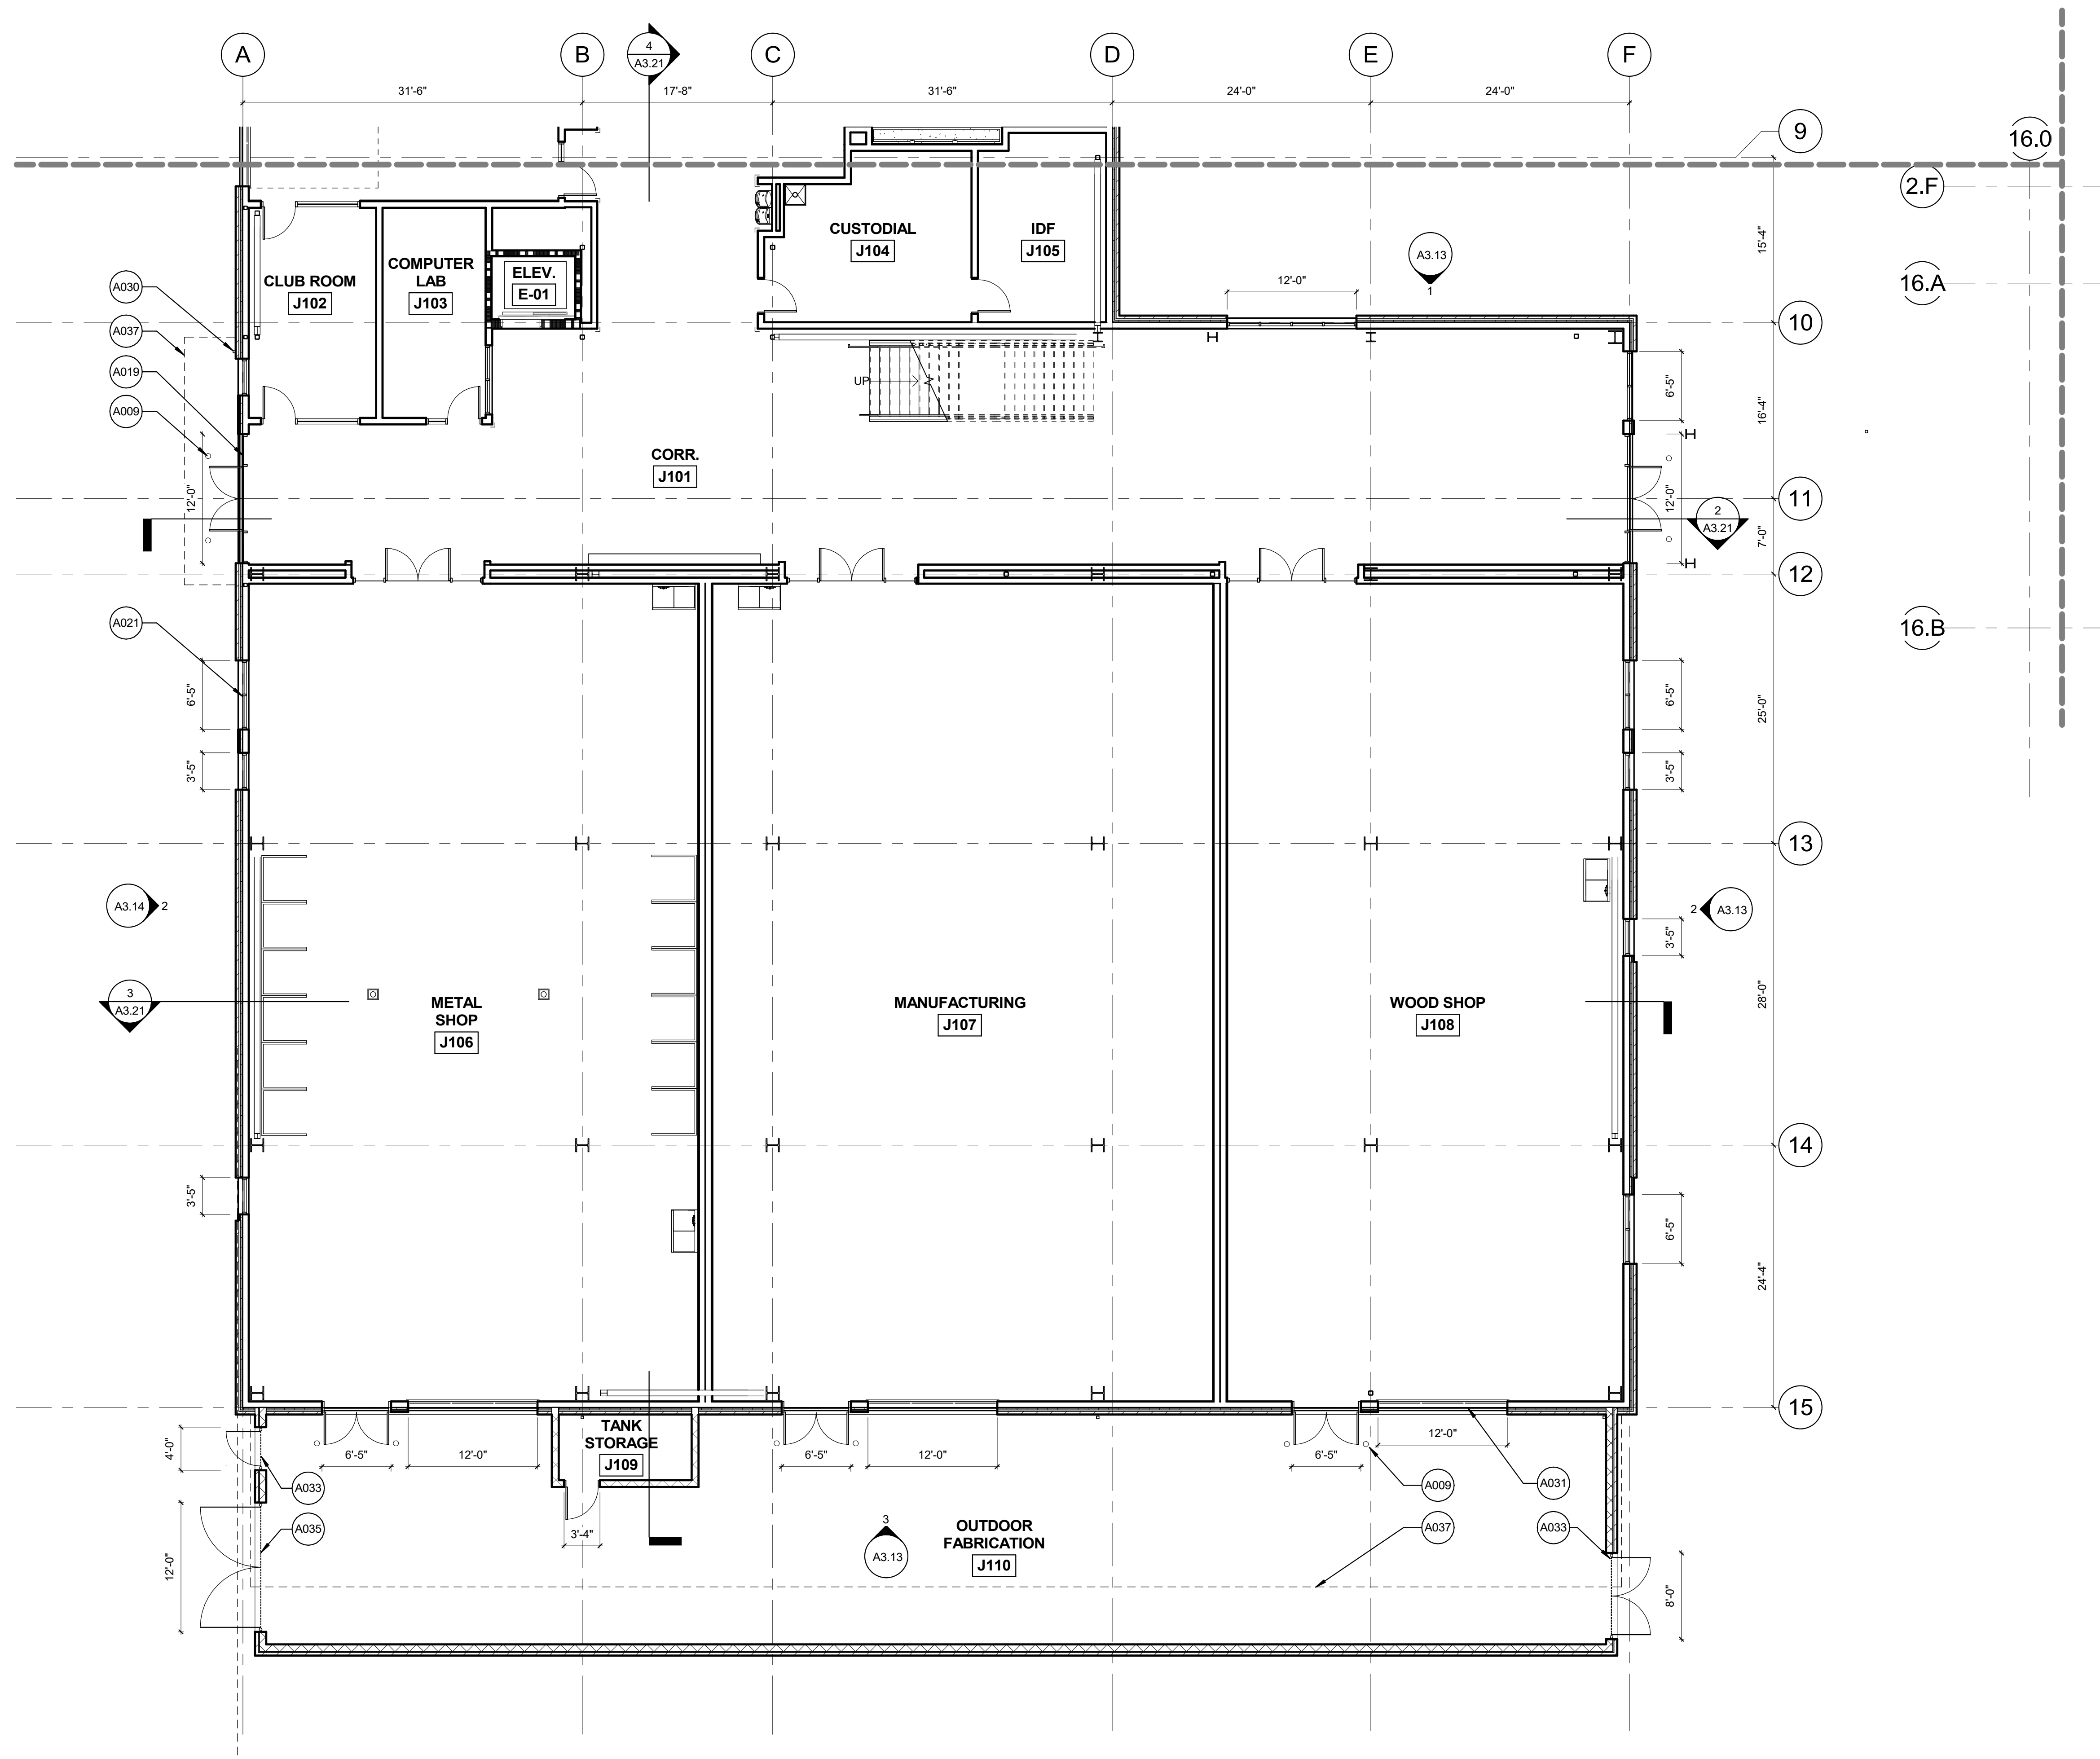 A
B
4
A3.21
C
D
E
F
31'-6"
17'-8"
31'-6"
24'-0"
24'-0"
9
16.0
2.F
15'-4"
CUSTODIAL
J104
IDF
J105
A3.13
1
COMPUTER
LAB
J103
CLUB ROOM
J102
ELEV.
E-01
12'-0"
16.A
A030
A037
A019
A009
10
UP
6'-5"
16'-4"
CORR.
J101
12'-0"
12'-0"
11
2
A3.21
7'-0"
12
A021
16.B
6'-5"
6'-5"
25'-0"
3'-5"
3'-5"
13
A3.14
2
2
A3.13
3'-5"
3
A3.21
METAL
SHOP
J106
MANUFACTURING
J107
WOOD SHOP
J108
28'-0"
14
3'-5"
6'-5"
24'-4"
15
TANK
STORAGE
J109
4'-0"
6'-5"
12'-0"
6'-5"
12'-0"
6'-5"
12'-0"
A033
A009
A031
A035
3'-4"
3
A3.13
OUTDOOR
FABRICATION
J110
A037
A033
12'-0"
8'-0"